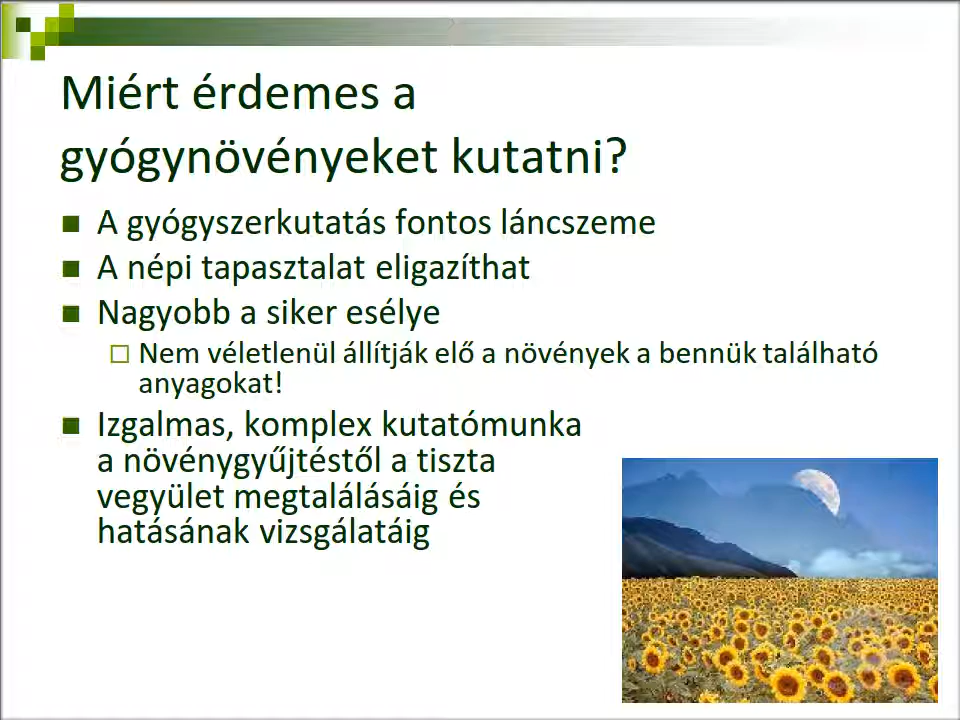 Miért érdemes a
gyógynövényeket kutatni?
A gyógyszerkutatás fontos láncszeme
A népi tapasztalat eligazíthat
Nagyobb a siker esélye
Nem véletlenül állítják elő a növények a bennük található
anyagokat!
Izgalmas, komplex kutatómunka
a növénygyűjtéstől a tiszta
vegyület megtalálásáig és
hatásának vizsgálatáig